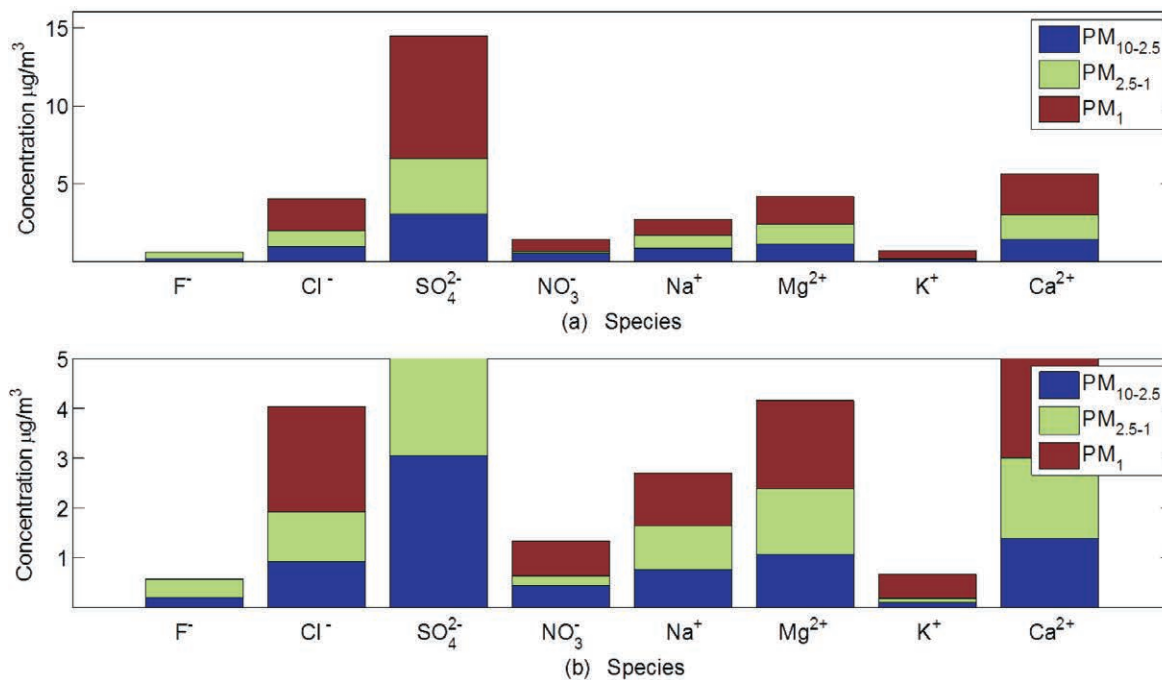 Concentration µg/m³
15
10
5
PM₁₀₋₂.₅
PM₂.₅₋₁
PM₁
F⁻ Cl⁻ SO₄²⁻ NO₃⁻ Na⁺ Mg²⁺ K⁺ Ca²⁺
(a) Species
Concentration µg/m³
5
4
3
2
1
PM₁₀₋₂.₅
PM₂.₅₋₁
PM₁
F⁻ Cl⁻ SO₄²⁻ NO₃⁻ Na⁺ Mg²⁺ K⁺ Ca²⁺
(b) Species